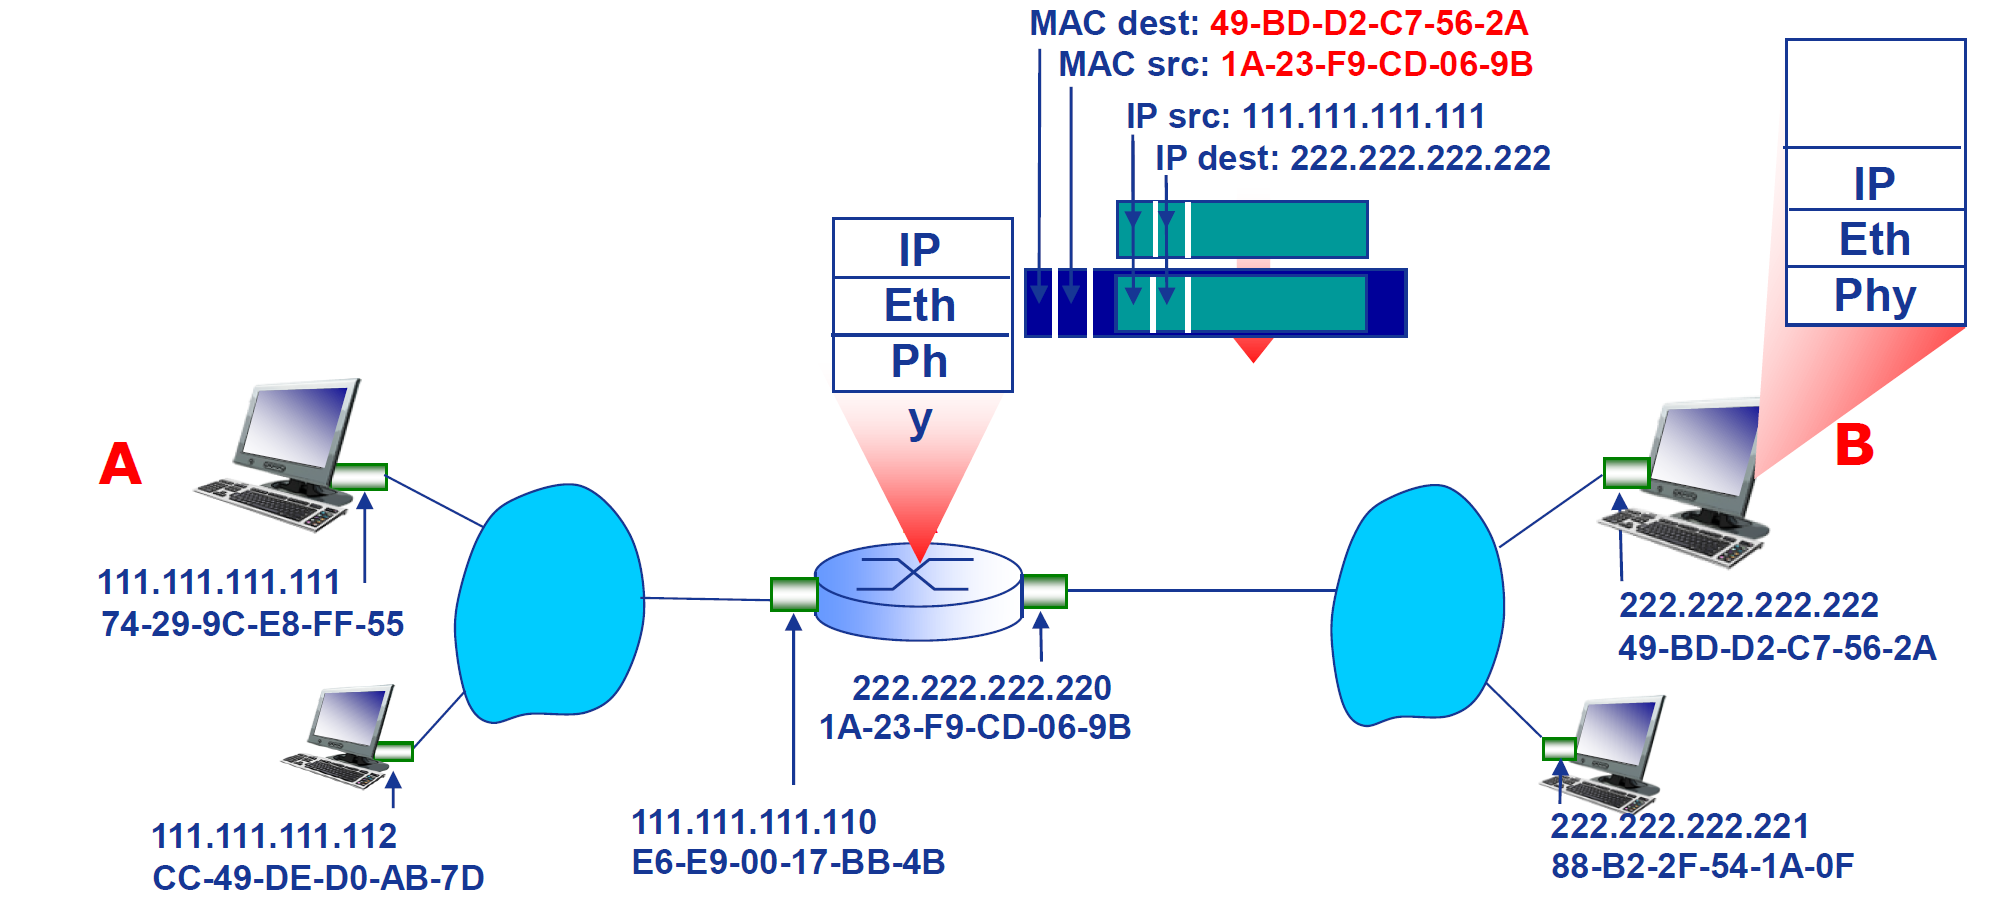 MAC dest: 49-BD-D2-C7-56-2A
MAC src: 1A-23-F9-CD-06-9B
IP src: 111.111.111.111
IP dest: 222.222.222.222
IP
Eth
Phy
IP
Eth
Ph
y
A
B
111.111.111.111
74-29-9C-E8-FF-55
222.222.222.222
49-BD-D2-C7-56-2A
222.222.222.220
1A-23-F9-CD-06-9B
111.111.111.112
CC-49-DE-D0-AB-7D
111.111.111.110
E6-E9-00-17-BB-4B
222.222.222.221
88-B2-2F-54-1A-0F